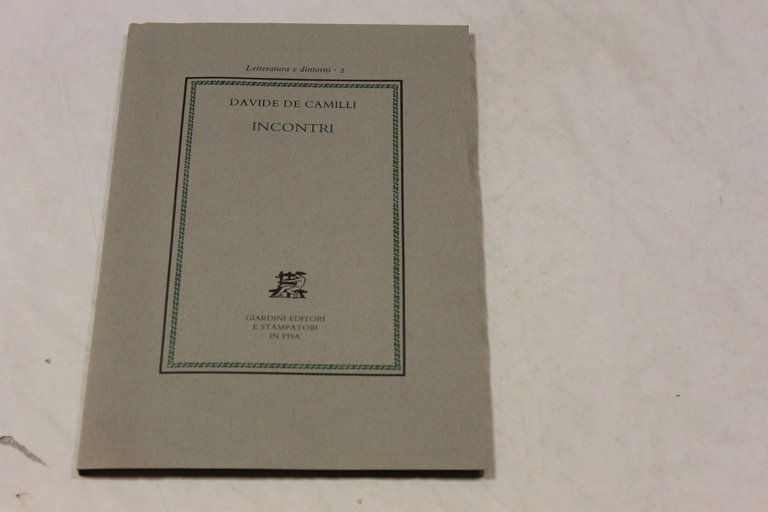 Letteratura e dintorni · 2
DAVIDE DE CAMILLI
INCONTRI
GIARDINI EDITORI
E STAMPATORI
IN PISA